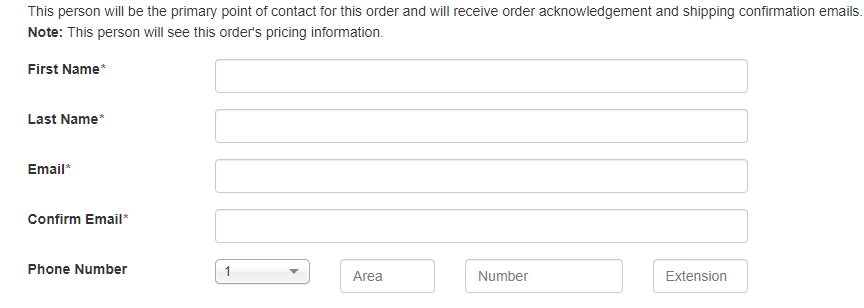 This person will be the primary point of contact for this order and will receive order acknowledgement and shipping confirmation emails.
Note: This person will see this order's pricing information.
First Name*
Last Name*
Email*
Confirm Email*
Phone Number 1 Area Number Extension